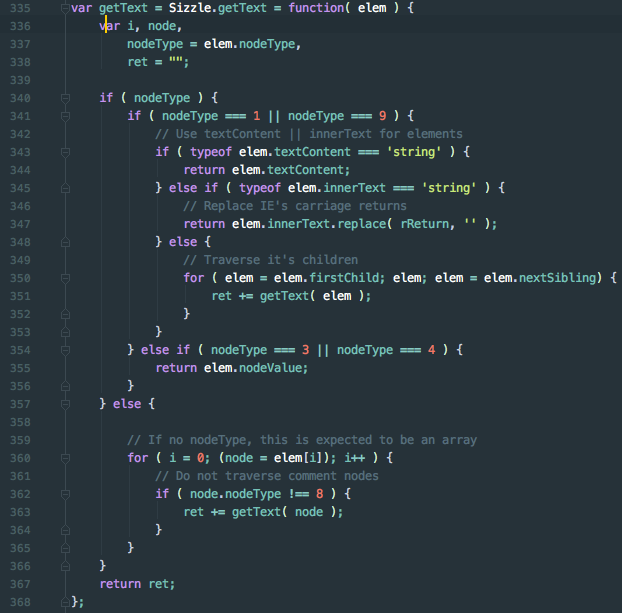 335 var getText = Sizzle.getText = function( elem ) {
336     var i, node,
337         nodeType = elem.nodeType,
338         ret = "";
339
340     if ( nodeType ) {
341         if ( nodeType === 1 || nodeType === 9 ) {
342             // Use textContent || innerText for elements
343             if ( typeof elem.textContent === 'string' ) {
344                 return elem.textContent;
345             } else if ( typeof elem.innerText === 'string' ) {
346                 // Replace IE's carriage returns
347                 return elem.innerText.replace( rReturn, '' );
348             } else {
349                 // Traverse it's children
350                 for ( elem = elem.firstChild; elem; elem = elem.nextSibling) {
351                     ret += getText( elem );
352                 }
353             }
354         } else if ( nodeType === 3 || nodeType === 4 ) {
355             return elem.nodeValue;
356         }
357     } else {
358
359         // If no nodeType, this is expected to be an array
360         for ( i = 0; (node = elem[i]); i++ ) {
361             // Do not traverse comment nodes
362             if ( node.nodeType !== 8 ) {
363                 ret += getText( node );
364             }
365         }
366     }
367     return ret;
368 };